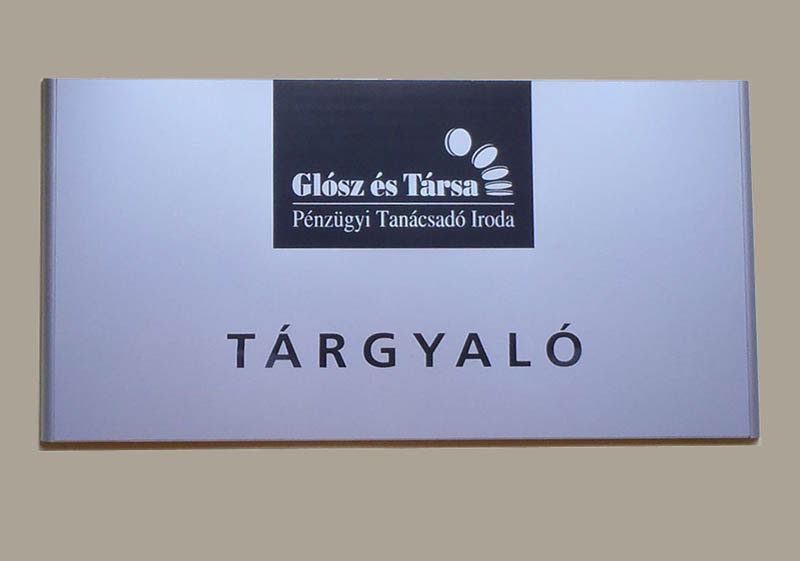 Glósz és Társa
Pénzügyi Tanácsadó Iroda
TÁRGYALÓ